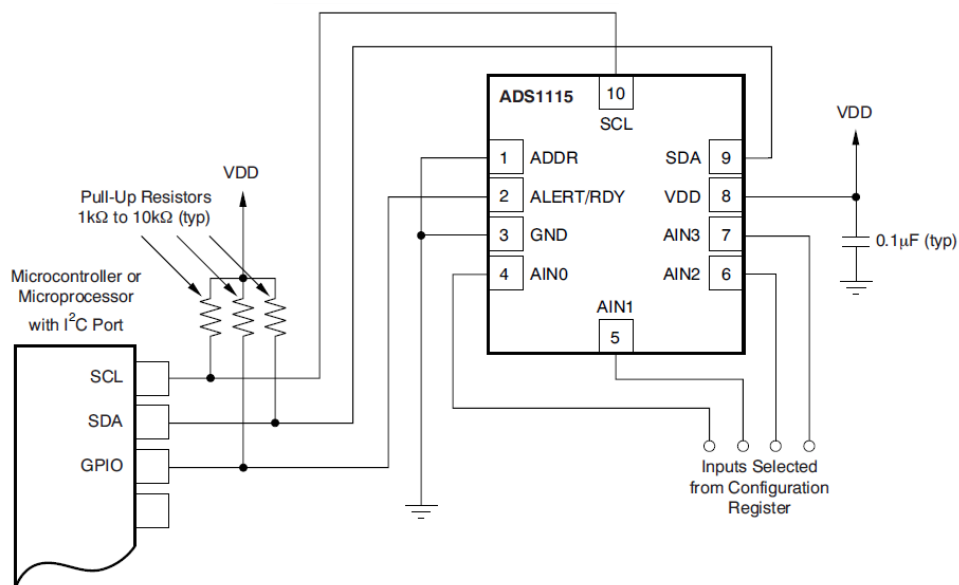 ADS1115
10
SCL
1 ADDR
2 ALERT/RDY
3 GND
4 AIN0
AIN1
5
SDA 9
VDD 8
AIN3 7
AIN2 6
VDD
0.1μF (typ)
VDD
Pull-Up Resistors
1kΩ to 10kΩ (typ)
Microcontroller or
Microprocessor
with I²C Port
SCL
SDA
GPIO
Inputs Selected
from Configuration
Register